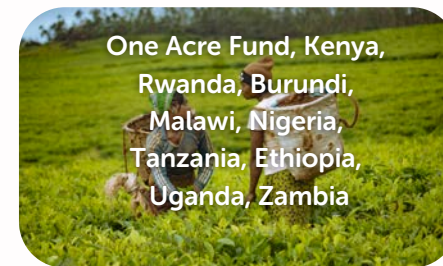 One Acre Fund, Kenya,
Rwanda, Burundi,
Malawi, Nigeria,
Tanzania, Ethiopia,
Uganda, Zambia